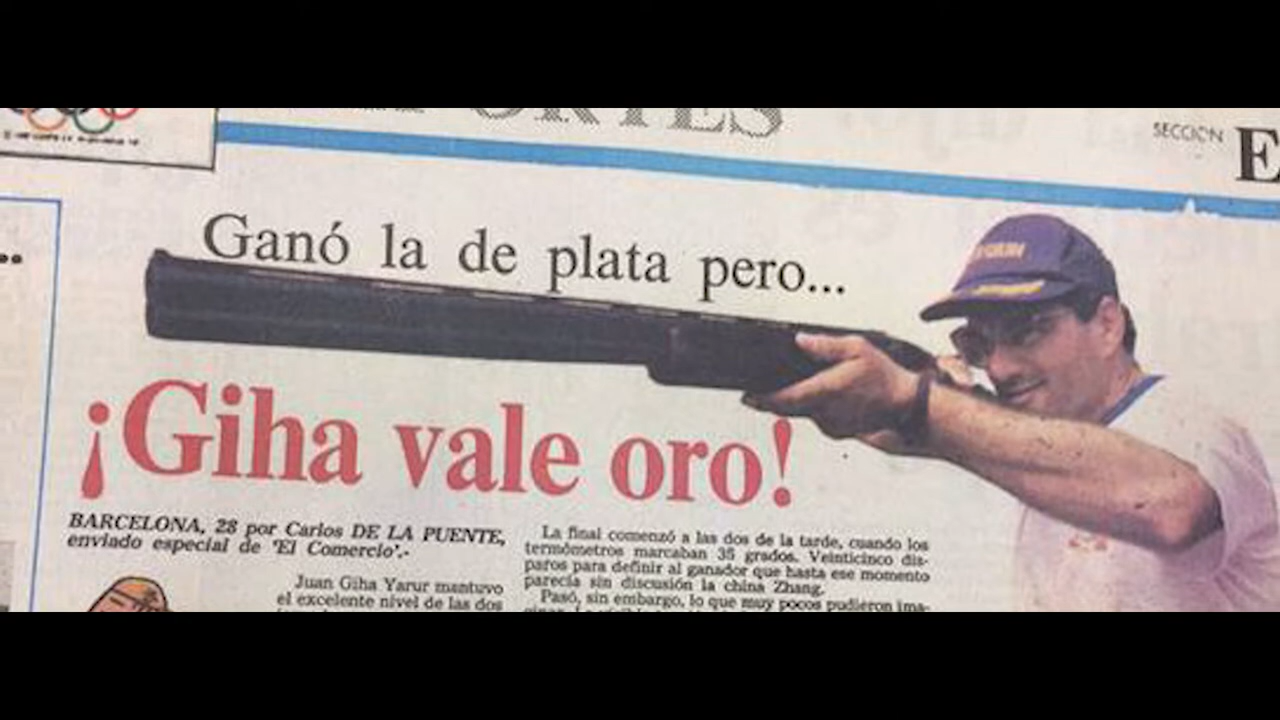 SECCION E
Ganó la de plata pero...
¡Giha vale oro!
BARCELONA, 28 por Carlos DE LA PUENTE,
enviado especial de 'El Comercio'.-
Juan Giha Yarur mantuvo
el excelente nivel de las dos
La final comenzó a las dos de la tarde, cuando los
termómetros marcaban 35 grados. Veinticinco dis-
paros para definir al ganador que hasta ese momento
parecía sin discusión la china Zhang.
Pasó, sin embargo, lo que muy pocos pudieron ima-